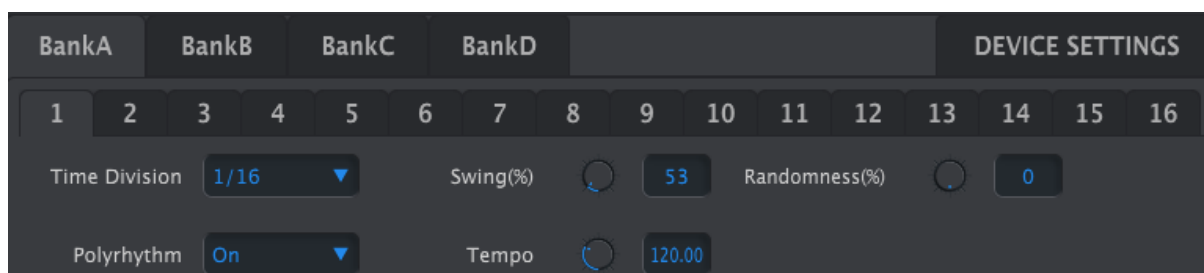 BankA BankB BankC BankD DEVICE SETTINGS
1 2 3 4 5 6 7 8 9 10 11 12 13 14 15 16
Time Division 1/16 Swing(%) 53 Randomness(%) 0
Polyrhythm On Tempo 120.00